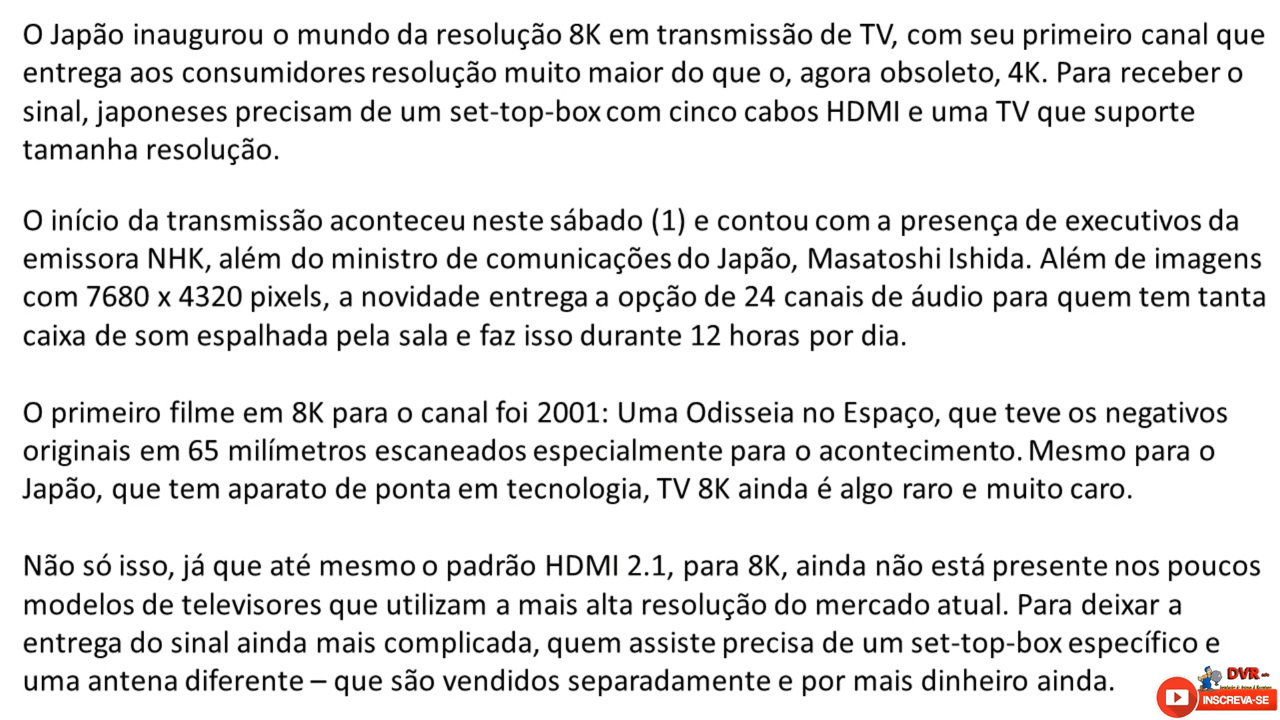 O Japão inaugurou o mundo da resolução 8K em transmissão de TV, com seu primeiro canal que
entrega aos consumidores resolução muito maior do que o, agora obsoleto, 4K. Para receber o
sinal, japoneses precisam de um set-top-box com cinco cabos HDMI e uma TV que suporte
tamanha resolução.
O início da transmissão aconteceu neste sábado (1) e contou com a presença de executivos da
emissora NHK, além do ministro de comunicações do Japão, Masatoshi Ishida. Além de imagens
com 7680 x 4320 pixels, a novidade entrega a opção de 24 canais de áudio para quem tem tanta
caixa de som espalhada pela sala e faz isso durante 12 horas por dia.
O primeiro filme em 8K para o canal foi 2001: Uma Odisseia no Espaço, que teve os negativos
originais em 65 milímetros escaneados especialmente para o acontecimento. Mesmo para o
Japão, que tem aparato de ponta em tecnologia, TV 8K ainda é algo raro e muito caro.
Não só isso, já que até mesmo o padrão HDMI 2.1, para 8K, ainda não está presente nos poucos
modelos de televisores que utilizam a mais alta resolução do mercado atual. Para deixar a
entrega do sinal ainda mais complicada, quem assiste precisa de um set-top-box específico e
uma antena diferente – que são vendidos separadamente e por mais dinheiro ainda.
DVR
INSCREVA-SE